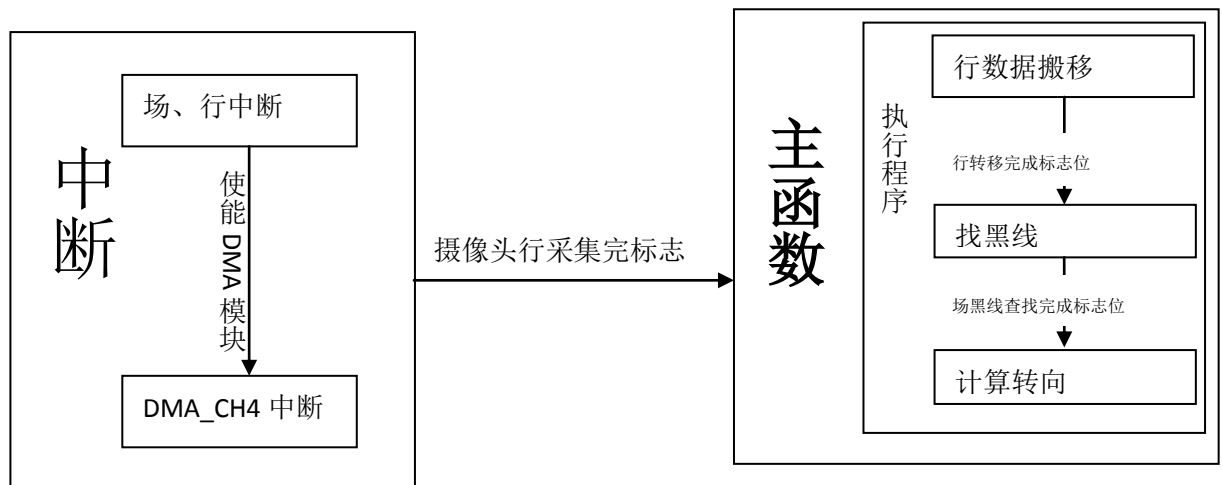 中断
场、行中断
使能 DMA 模块
DMA_CH4 中断
摄像头行采集完标志
主函数
执行程序
行数据搬移
行转移完成标志位
找黑线
场黑线查找完成标志位
计算转向